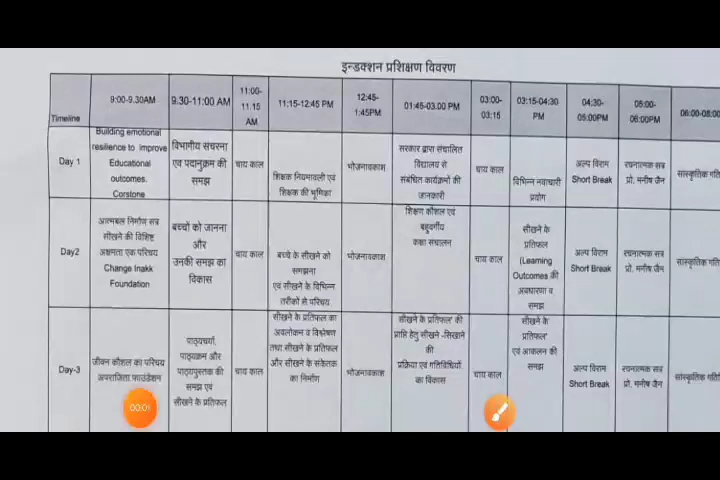 इन्डक्शन प्रशिक्षण विवरण
Timeline 9:00-9.30AM 9.30-11:00 AM 11:00-11.15 AM 11:15-12:45 PM 12:45-1:45PM 01:45-03.00 PM 03:00-03:15 03:15-04:30 PM 04:30-05:00PM 05:00-06:00PM 06:00-08:00
Day 1
Building emotional
resilience to Improve
Educational
outcomes.
Corstone
विभागीय संचरना
एवं पदानुक्रम की
समझ
चाय काल
शिक्षक नियमावली एवं
शिक्षक की भूमिका
भोजनावकाश
सरकार द्वारा संचालित
विद्यालय से
संबंधित कार्यक्रमों की
जानकारी
चाय काल
विभिन्न नवाचारी
प्रयोग
अल्प विराम
Short Break
रचनात्मक सत्र
प्रो. मनीष जैन
सांस्कृतिक गति
Day2
आत्मबल निर्माण सत्र
सीखने की विशिष्ट
अक्षमता एक परिचय
Change Inakk
Foundation
बच्चों को जानना
और
उनकी समझ का
विकास
चाय काल
बच्चे के सीखने को
समझना
एवं सीखने के विभिन्न
तरीकों से परिचय
भोजनावकाश
शिक्षण कौशल एवं
बहुवर्गीय
कक्षा संचालन
चाय काल
सीखने के
प्रतिफल
(Learning
Outcomes की
अवधारणा व
समझ
अल्प विराम
Short Break
रचनात्मक सत्र
प्रो. मनीष जैन
सांस्कृतिक गति
Day-3
जीवन कौशल का परिचय
अपराजिता फाउंडेशन
पाठ्यचर्या,
पाठ्यक्रम और
पाठ्यपुस्तक की
समझ एवं
सीखने के प्रतिफल
चाय काल
सीखने के प्रतिफल का
अवलोकन व विश्लेषण
तथा सीखने के प्रतिफल
और सीखने के संकेतक
का निर्माण
भोजनावकाश
सीखने के प्रतिफल' की
प्राप्ति हेतु सीखने -सिखाने
की
प्रक्रिया एवं गतिविधियों
का विकास
चाय काल
सीखने के
प्रतिफल'
एवं आकलन की
समझ
अल्प विराम
Short Break
रचनात्मक सत्र
प्रो. मनीष जैन
सांस्कृतिक गति
00:01